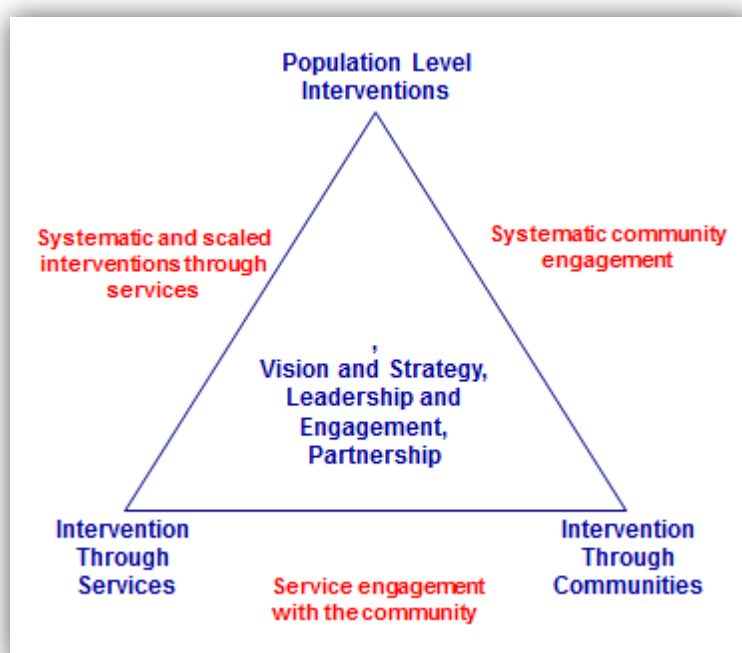 Population Level
Interventions
Systematic and scaled
interventions through
services
Systematic community
engagement
,
Vision and Strategy,
Leadership and
Engagement,
Partnership
Intervention
Through
Services
Service engagement
with the community
Intervention
Through
Communities